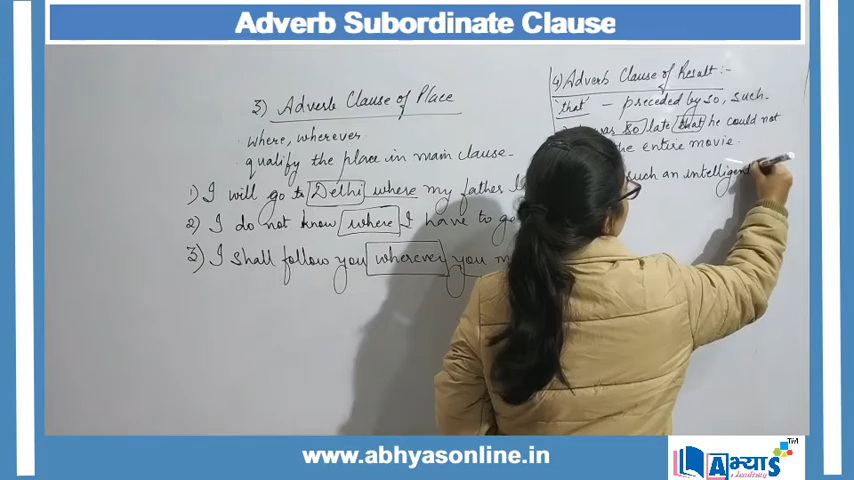 Adverb Subordinate Clause
3) Adverb Clause of Place
where, wherever
qualify the place in main clause.
1) I will go to Delhi where my father
2) I do not know where I have to
3) I shall follow you wherever you
4) Adverb Clause of Result :-
'that' - preceded by so, such.
was so late that he could not
the entire movie.
such an intelligent
www.abhyasonline.in
अभ्याS
Academy
TM